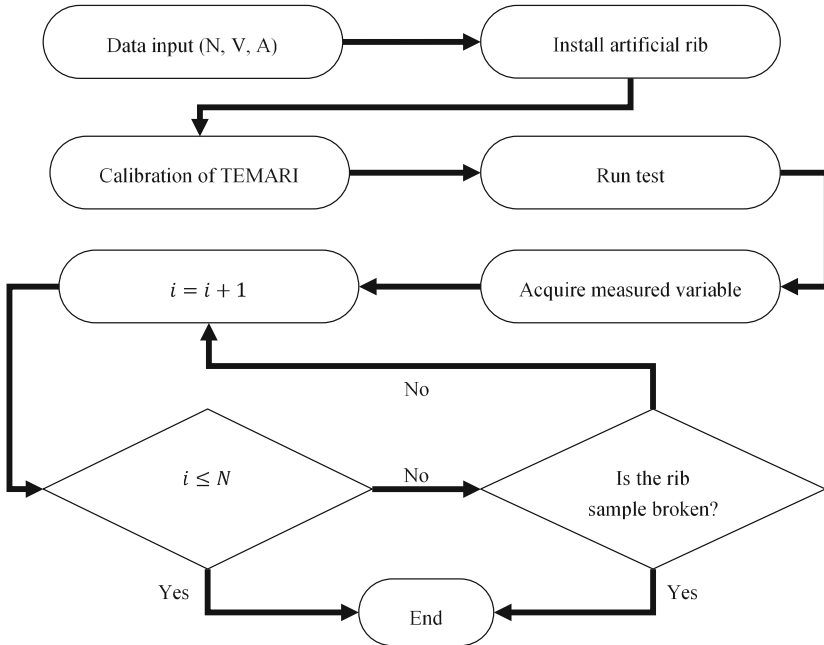 Data input (N, V, A)
Install artificial rib
Calibration of TEMARI
Run test
i = i + 1
Acquire measured variable
No
i ≤ N
No
Is the rib
sample broken?
Yes
Yes
End